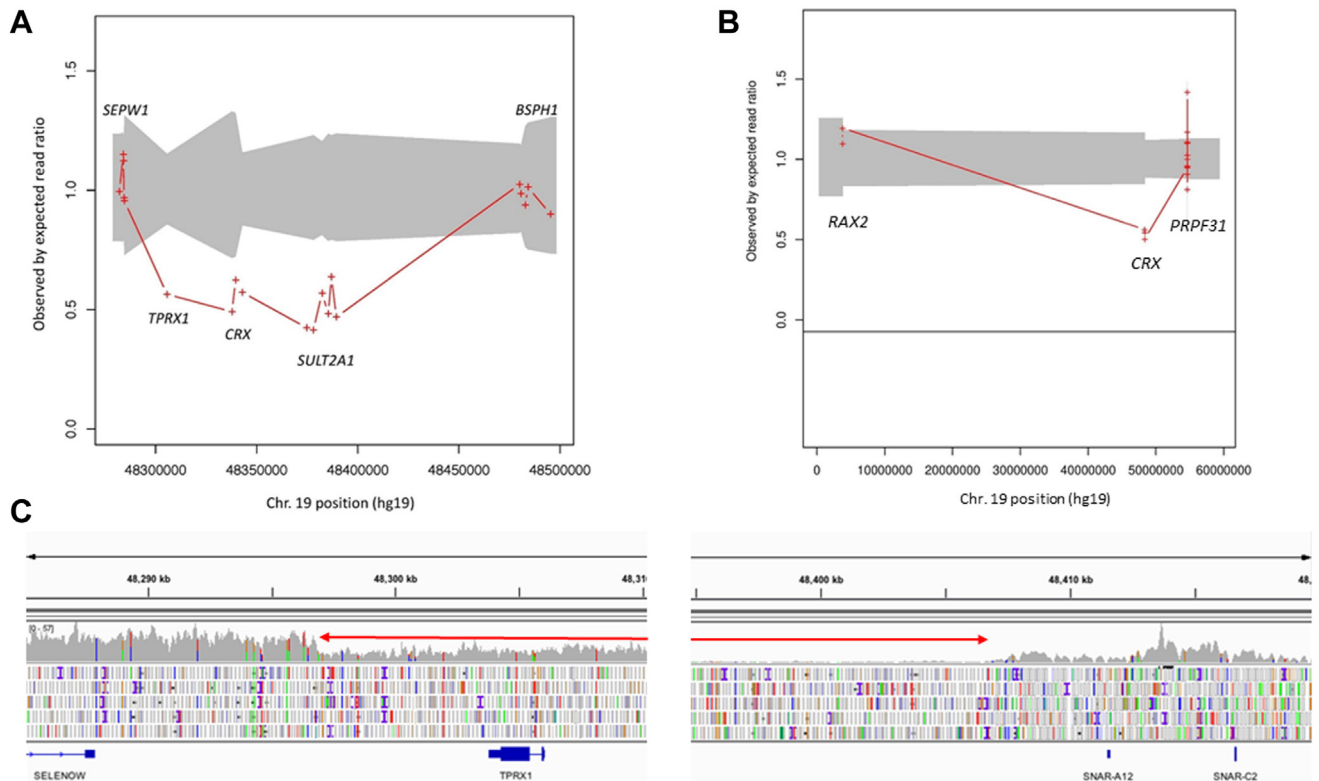 A
Observed by expected read ratio
1.5
1.0
0.5
0.0
SEPW1
BSPH1
TPRX1
CRX
SULT2A1
48300000 48350000 48400000 48450000 48500000
Chr. 19 position (hg19)
B
Observed by expected read ratio
1.5
1.0
0.5
0.0
RAX2
PRPF31
CRX
0 10000000 20000000 30000000 40000000 50000000 60000000
Chr. 19 position (hg19)
C
48,290 kb 48,300 kb 48,310
[0 - 57]
SELENOW TPRX1
48,400 kb 48,410 kb 48,
SNAR-A12 SNAR-C2